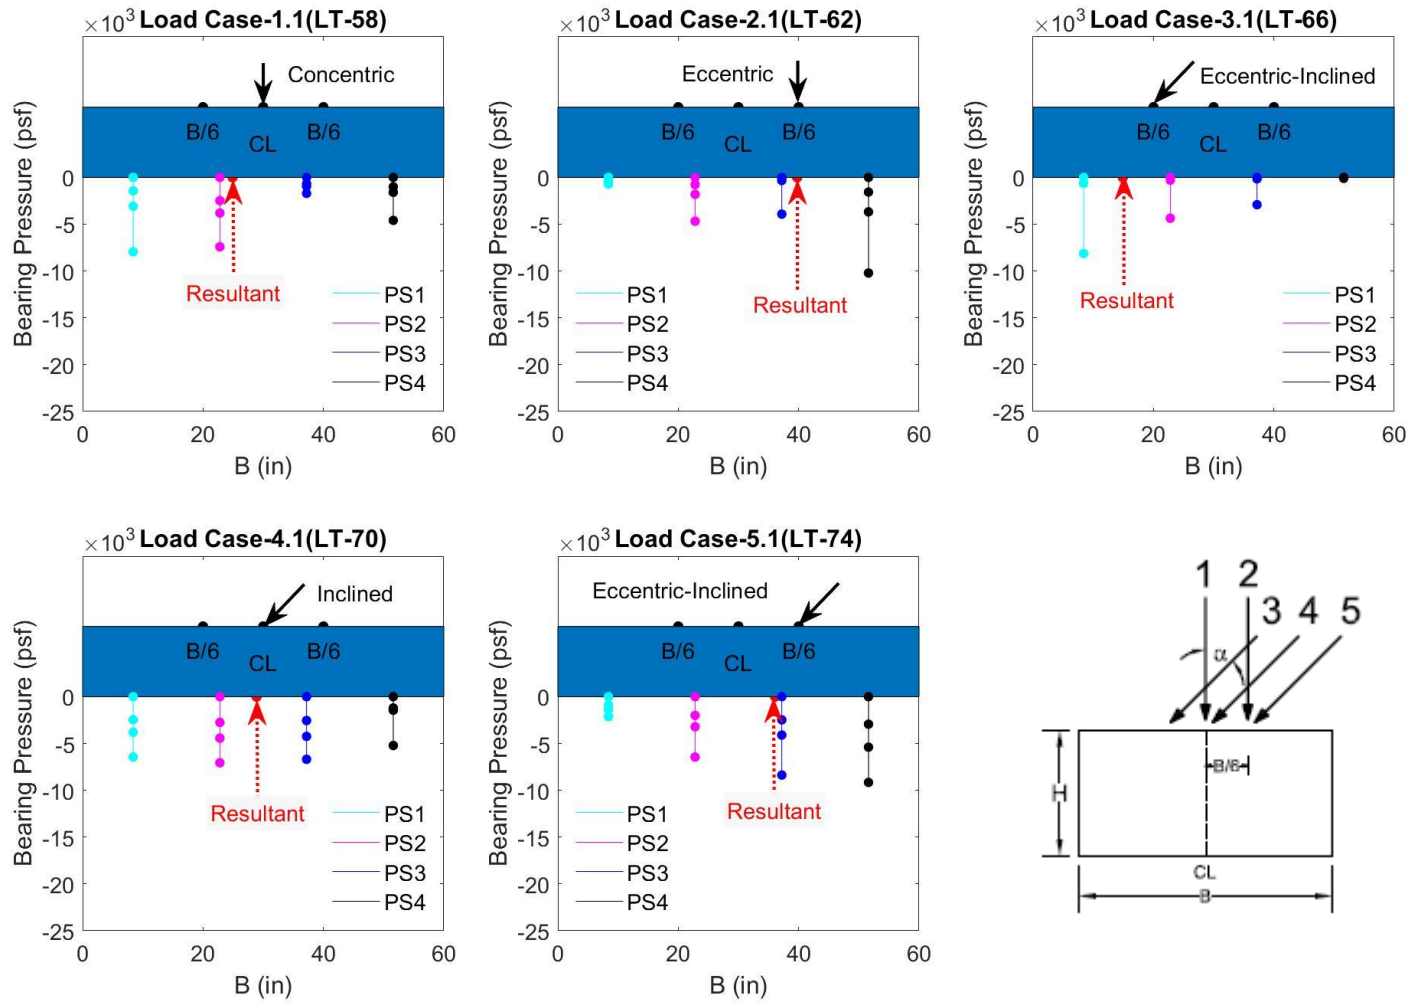 ×10³ Load Case-1.1(LT-58)
Concentric
B/6 CL B/6
Bearing Pressure (psf)
0
-5
-10
-15
-20
-25
Resultant
PS1
PS2
PS3
PS4
0 20 40 60
B (in)
×10³ Load Case-2.1(LT-62)
Eccentric
B/6 CL B/6
Bearing Pressure (psf)
0
-5
-10
-15
-20
-25
Resultant
PS1
PS2
PS3
PS4
0 20 40 60
B (in)
×10³ Load Case-3.1(LT-66)
Eccentric-Inclined
B/6 CL B/6
Bearing Pressure (psf)
0
-5
-10
-15
-20
-25
Resultant
PS1
PS2
PS3
PS4
0 20 40 60
B (in)
×10³ Load Case-4.1(LT-70)
Inclined
B/6 CL B/6
Bearing Pressure (psf)
0
-5
-10
-15
-20
-25
Resultant
PS1
PS2
PS3
PS4
0 20 40 60
B (in)
×10³ Load Case-5.1(LT-74)
Eccentric-Inclined
B/6 CL B/6
Bearing Pressure (psf)
0
-5
-10
-15
-20
-25
Resultant
PS1
PS2
PS3
PS4
0 20 40 60
B (in)
1 2 3 4 5
α
B/6
H
CL
B